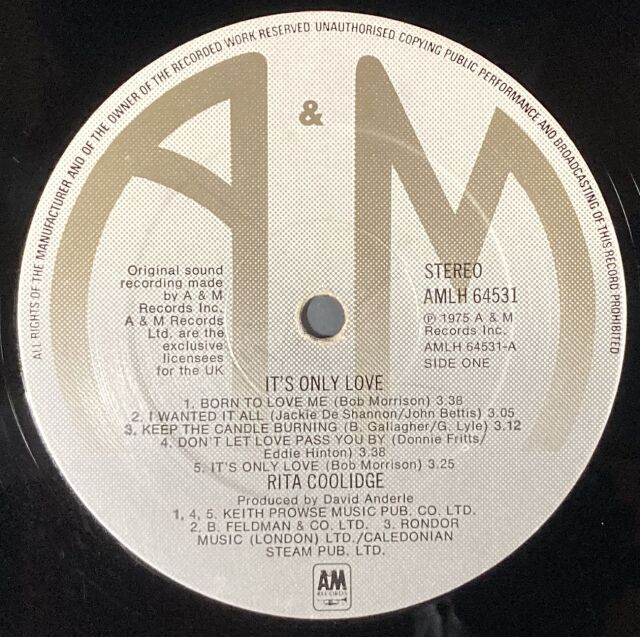 ALL RIGHTS OF THE MANUFACTURER AND OF THE OWNER OF THE RECORDED WORK RESERVED UNAUTHORISED COPYING PUBLIC PERFORMANCE AND BROADCASTING OF THIS RECORD PROHIBITED
A & M
Original sound
recording made
by A & M
Records Inc.
A & M Records
Ltd. are the
exclusive
licensees
for the UK
STEREO
AMLH 64531
℗ 1975 A & M
Records Inc.
AMLH 64531-A
SIDE ONE
IT'S ONLY LOVE
1. BORN TO LOVE ME (Bob Morrison) 3.38
2. I WANTED IT ALL (Jackie De Shannon/John Bettis) 3.05
3. KEEP THE CANDLE BURNING (B. Gallagher/G. Lyle) 3.12
4. DON'T LET LOVE PASS YOU BY (Donnie Fritts/
Eddie Hinton) 3.38
5. IT'S ONLY LOVE (Bob Morrison) 3.25
RITA COOLIDGE
Produced by David Anderle
1, 4, 5. KEITH PROWSE MUSIC PUB. CO. LTD.
2. B. FELDMAN & CO. LTD. 3. RONDOR
MUSIC (LONDON) LTD./CALEDONIAN
STEAM PUB. LTD.
AM
RECORDS